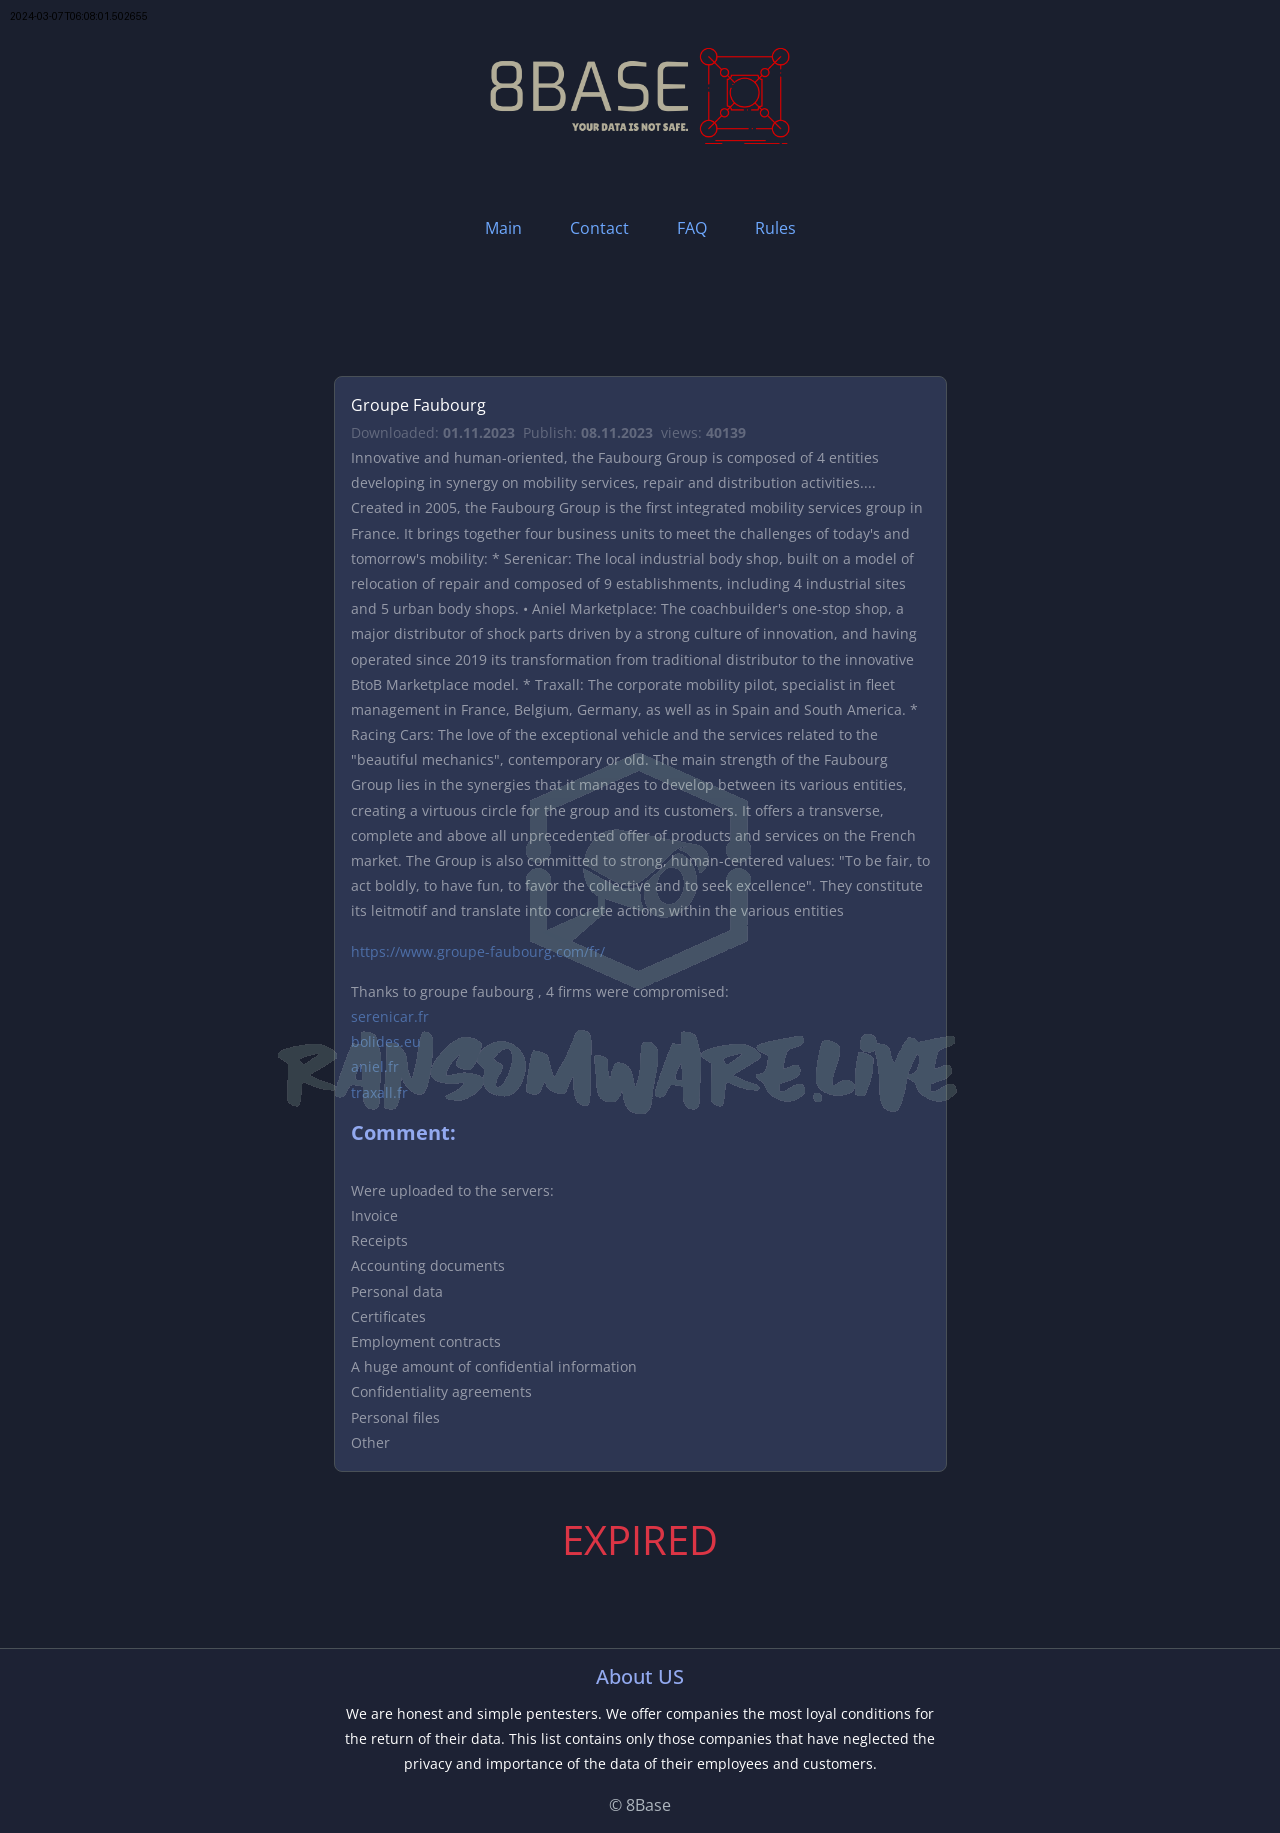 2024-03-07T06:08:01.502655
8BASE
YOUR DATA IS NOT SAFE.
Main Contact FAQ Rules
Groupe Faubourg
Downloaded: 01.11.2023 Publish: 08.11.2023 views: 40139
Innovative and human-oriented, the Faubourg Group is composed of 4 entities
developing in synergy on mobility services, repair and distribution activities....
Created in 2005, the Faubourg Group is the first integrated mobility services group in
France. It brings together four business units to meet the challenges of today's and
tomorrow's mobility: * Serenicar: The local industrial body shop, built on a model of
relocation of repair and composed of 9 establishments, including 4 industrial sites
and 5 urban body shops. • Aniel Marketplace: The coachbuilder's one-stop shop, a
major distributor of shock parts driven by a strong culture of innovation, and having
operated since 2019 its transformation from traditional distributor to the innovative
BtoB Marketplace model. * Traxall: The corporate mobility pilot, specialist in fleet
management in France, Belgium, Germany, as well as in Spain and South America. *
Racing Cars: The love of the exceptional vehicle and the services related to the
"beautiful mechanics", contemporary or old. The main strength of the Faubourg
Group lies in the synergies that it manages to develop between its various entities,
creating a virtuous circle for the group and its customers. It offers a transverse,
complete and above all unprecedented offer of products and services on the French
market. The Group is also committed to strong, human-centered values: "To be fair, to
act boldly, to have fun, to favor the collective and to seek excellence". They constitute
its leitmotif and translate into concrete actions within the various entities
https://www.groupe-faubourg.com/fr/
Thanks to groupe faubourg , 4 firms were compromised:
serenicar.fr
bolides.eu
aniel.fr
traxall.fr
RANSOMWARE.LIVE
Comment:
Were uploaded to the servers:
Invoice
Receipts
Accounting documents
Personal data
Certificates
Employment contracts
A huge amount of confidential information
Confidentiality agreements
Personal files
Other
EXPIRED
About US
We are honest and simple pentesters. We offer companies the most loyal conditions for
the return of their data. This list contains only those companies that have neglected the
privacy and importance of the data of their employees and customers.
© 8Base